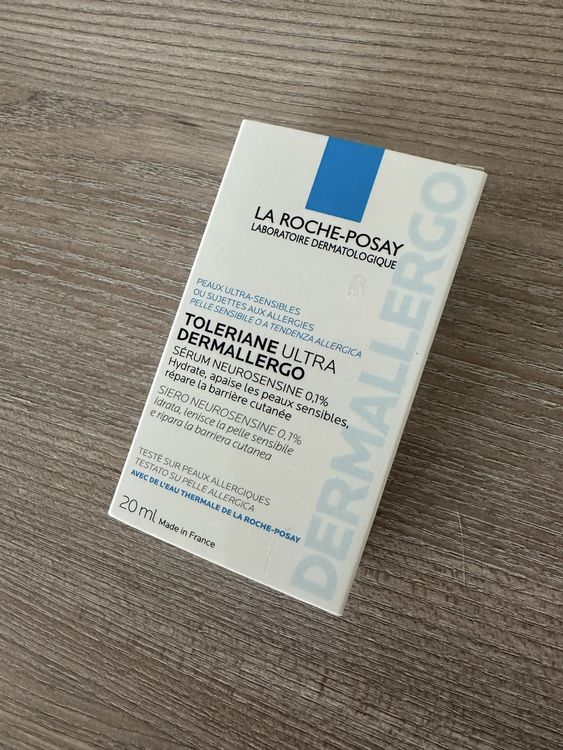 LA ROCHE-POSAY
LABORATOIRE DERMATOLOGIQUE
PEAUX ULTRA-SENSIBLES
OU SUJETTES AUX ALLERGIES
PELLE SENSIBILE O A TENDENZA ALLERGICA
TOLERIANE ULTRA
DERMALLERGO
SÉRUM NEUROSENSINE 0,1%
Hydrate, apaise les peaux sensibles,
répare la barrière cutanée
SIERO NEUROSENSINE 0,1%
Idrata, lenisce la pelle sensibile
e ripara la barriera cutanea
TESTÉ SUR PEAUX ALLERGIQUES
TESTATO SU PELLE ALLERGICA
AVEC DE L'EAU THERMALE DE LA ROCHE-POSAY
20 ml Made in France
DERMALLERGO